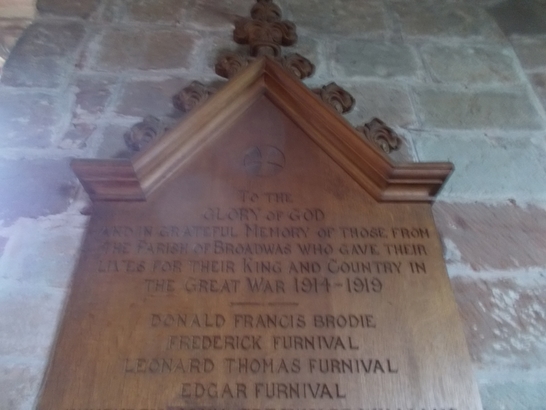 TO THE
GLORY OF GOD
AND IN GRATEFUL MEMORY OF THOSE FROM
THE PARISH OF BROADWAS WHO GAVE THEIR
LIVES FOR THEIR KING AND COUNTRY IN
THE GREAT WAR 1914-1919
DONALD FRANCIS BRODIE
FREDERICK FURNIVAL
LEONARD THOMAS FURNIVAL
EDGAR FURNIVAL